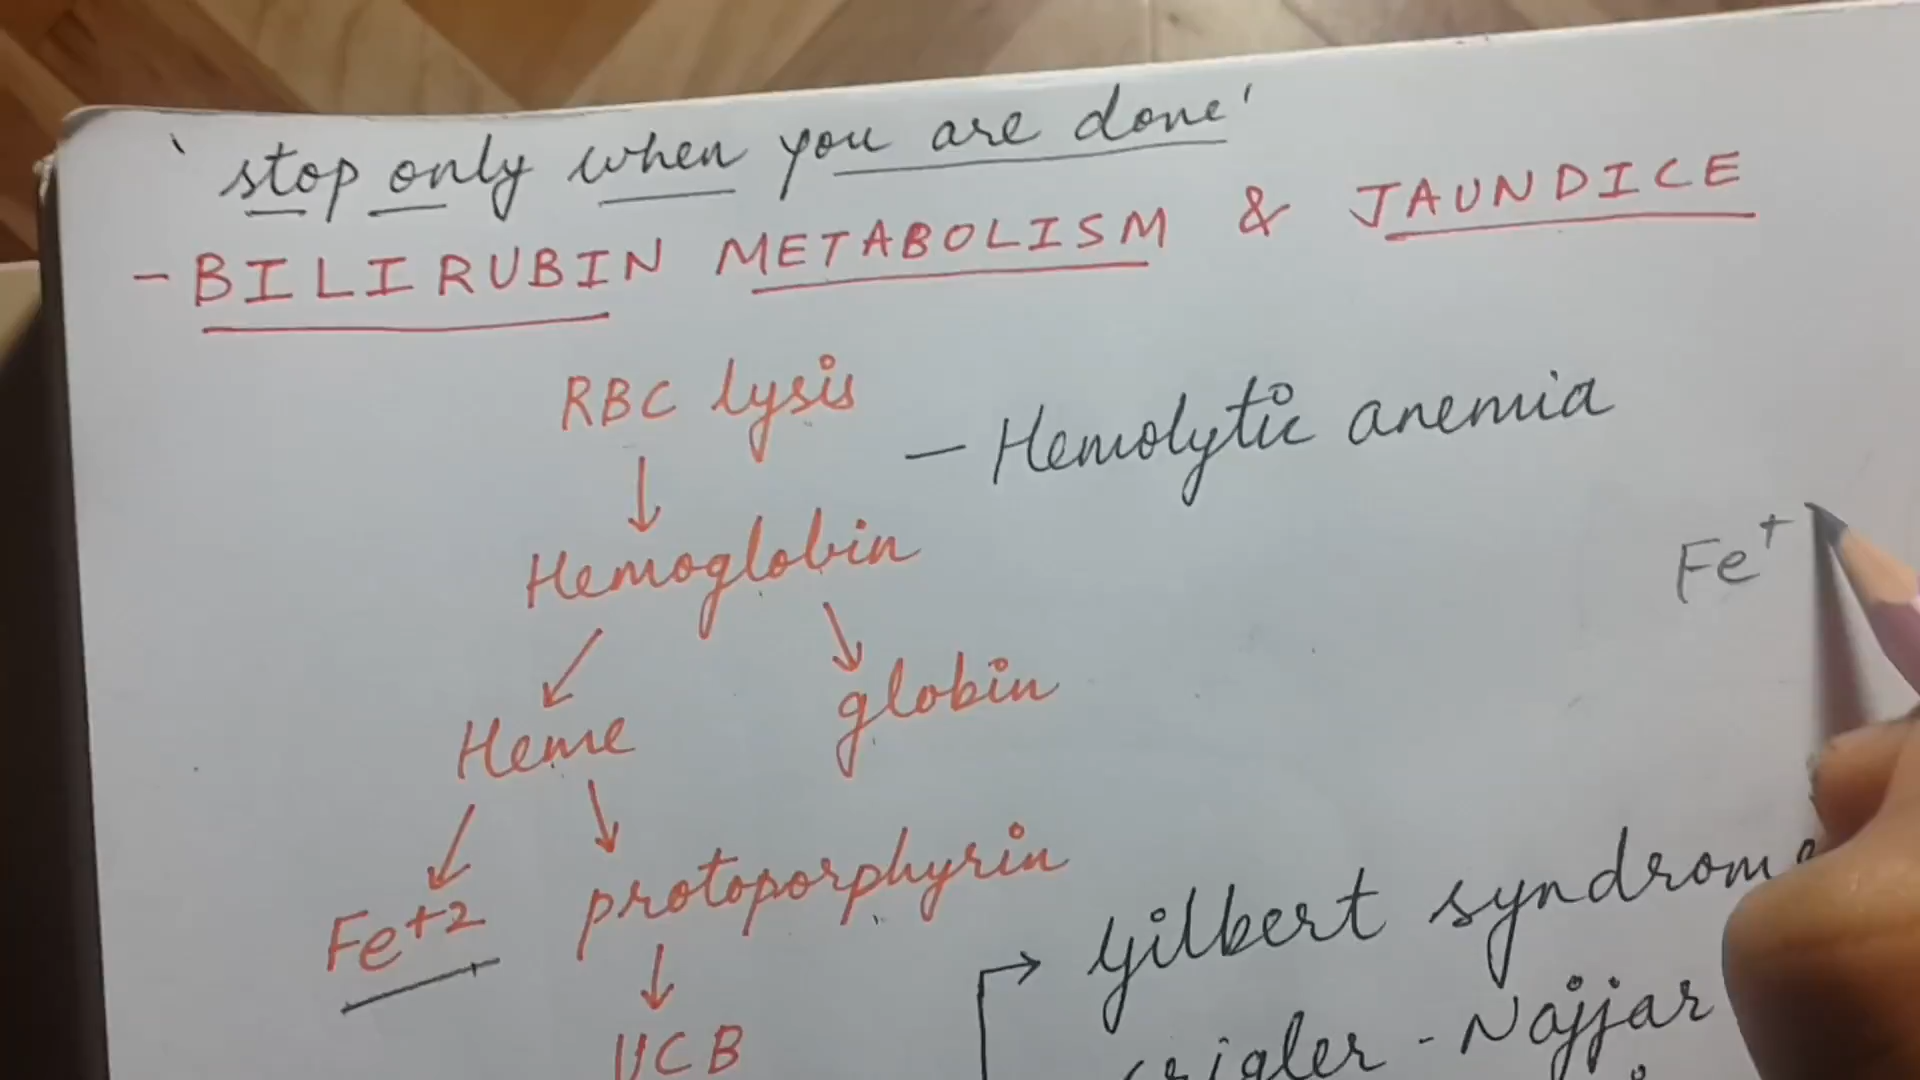 'stop only when you are done'
- BILIRUBIN METABOLISM & JAUNDICE
RBC lysis
- Hemolytic anemia
↓
Hemoglobin
Fe+
↙ ↘
Heme globin
↙ ↘
Fe+2 protoporphyrin
↓
→ Gilbert syndrome
UCB
Crigler - Najjar